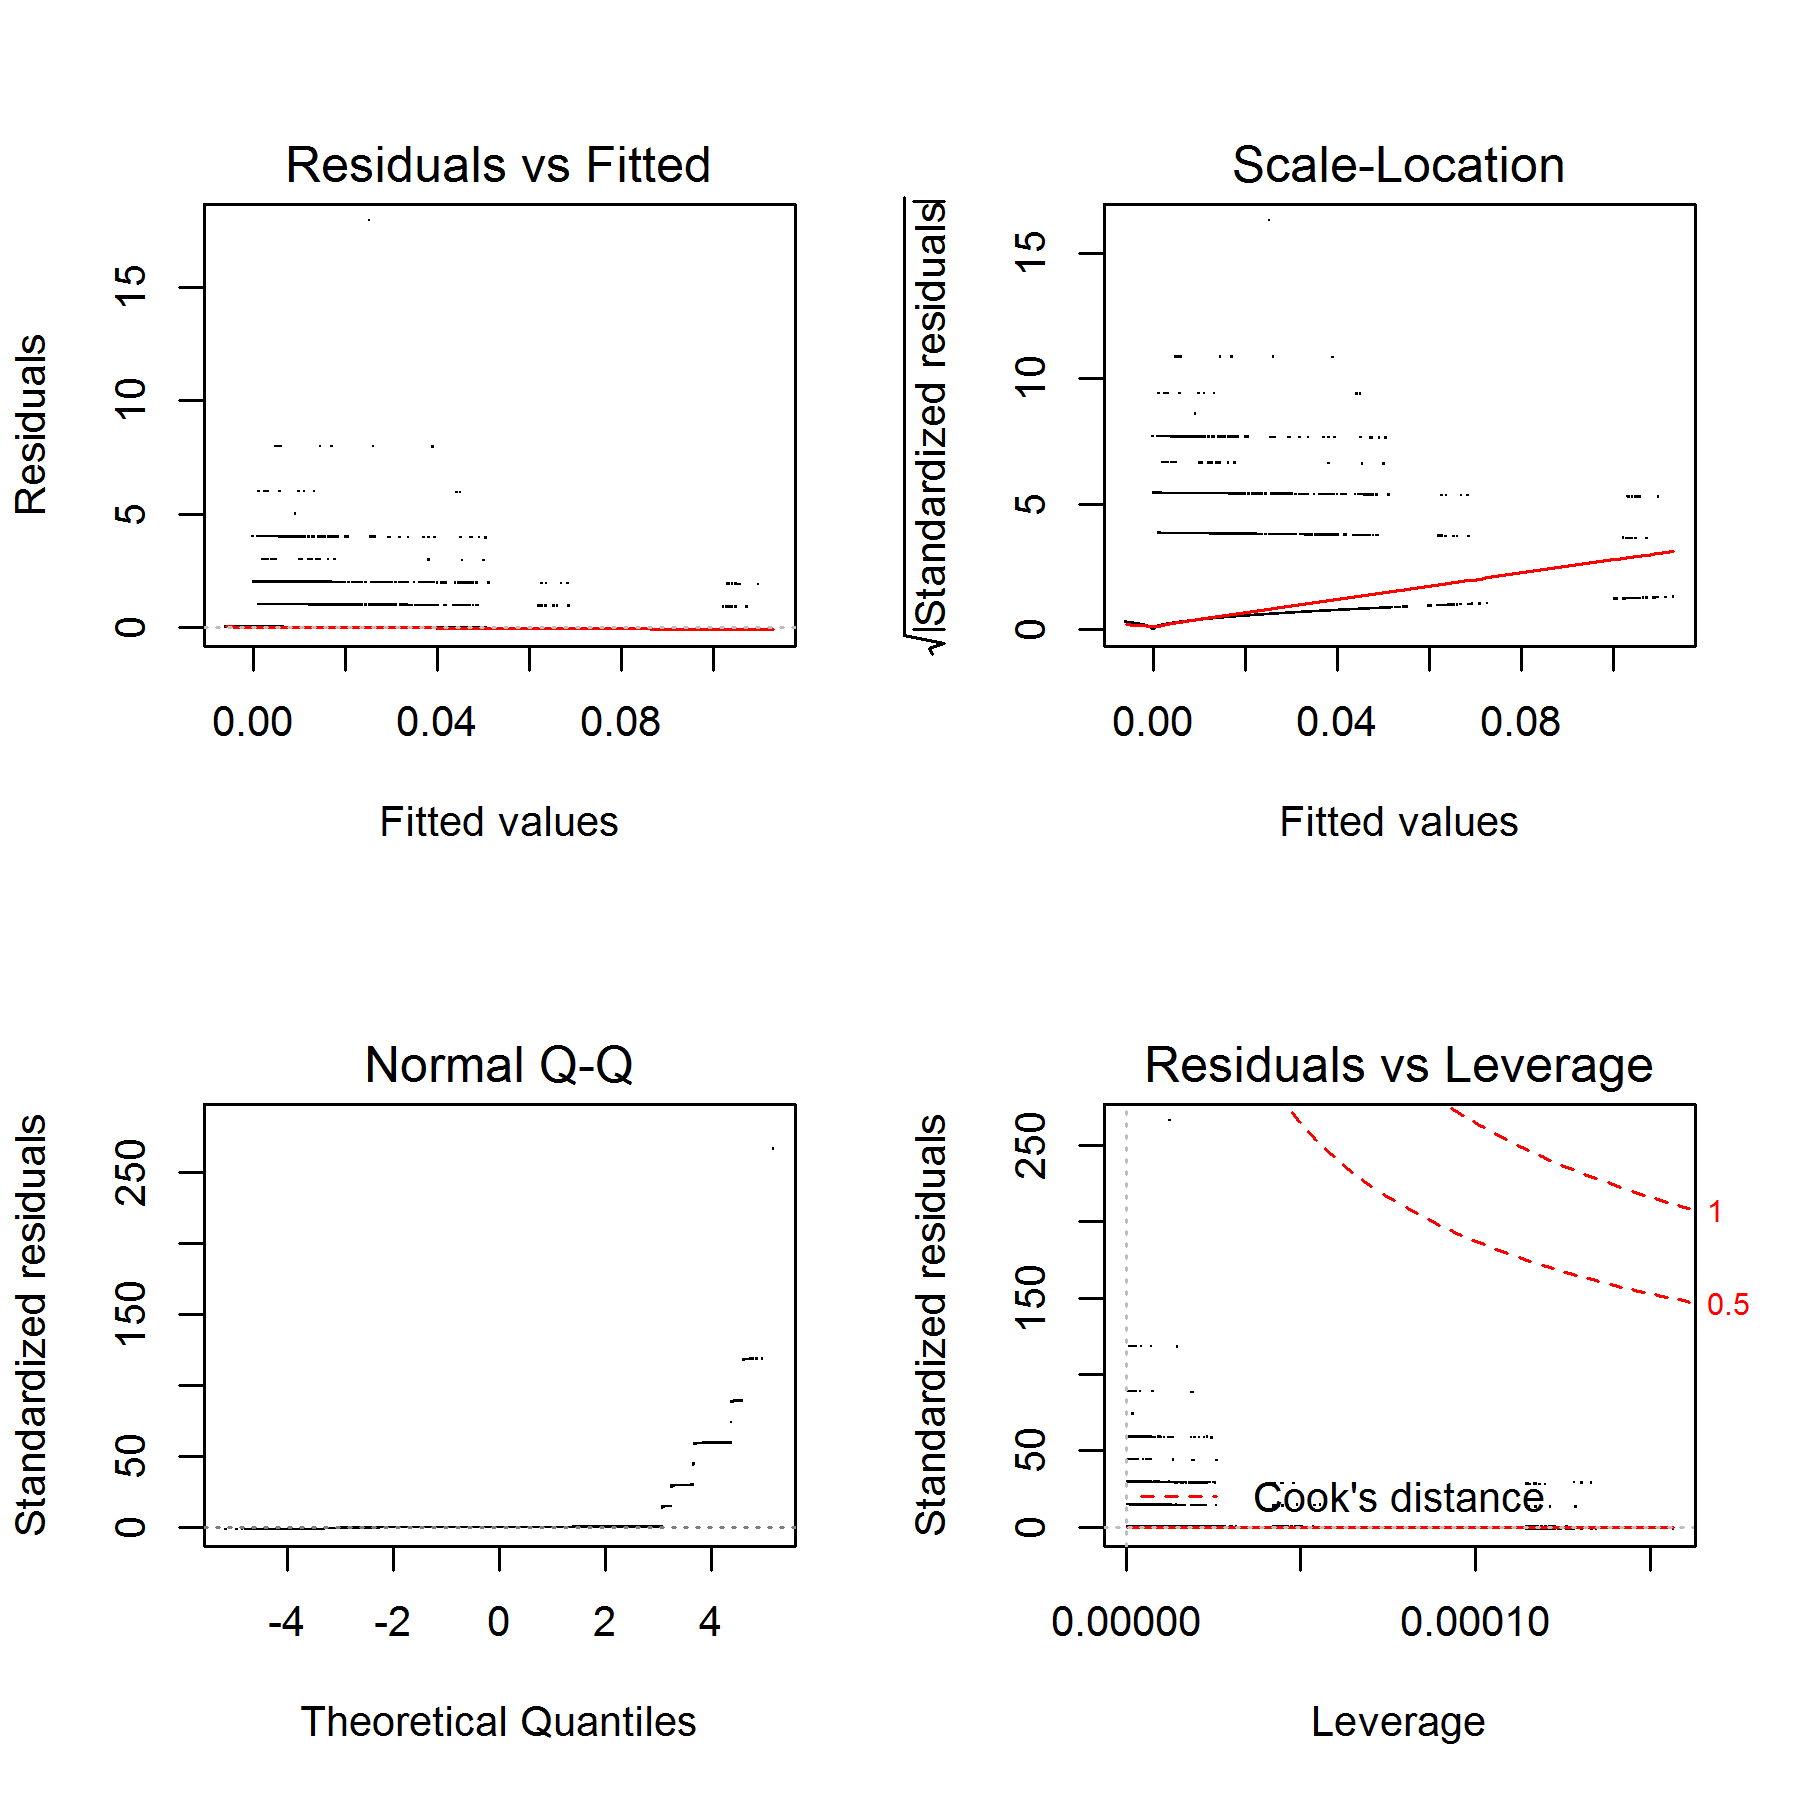 Residuals vs Fitted
Residuals
0 5 10 15
0.00 0.04 0.08
Fitted values
Scale-Location
√|Standardized residuals|
0 5 10 15
0.00 0.04 0.08
Fitted values
Normal Q-Q
Standardized residuals
0 50 150 250
-4 -2 0 2 4
Theoretical Quantiles
Residuals vs Leverage
Standardized residuals
0 50 150 250
1
0.5
Cook's distance
0.00000 0.00010
Leverage